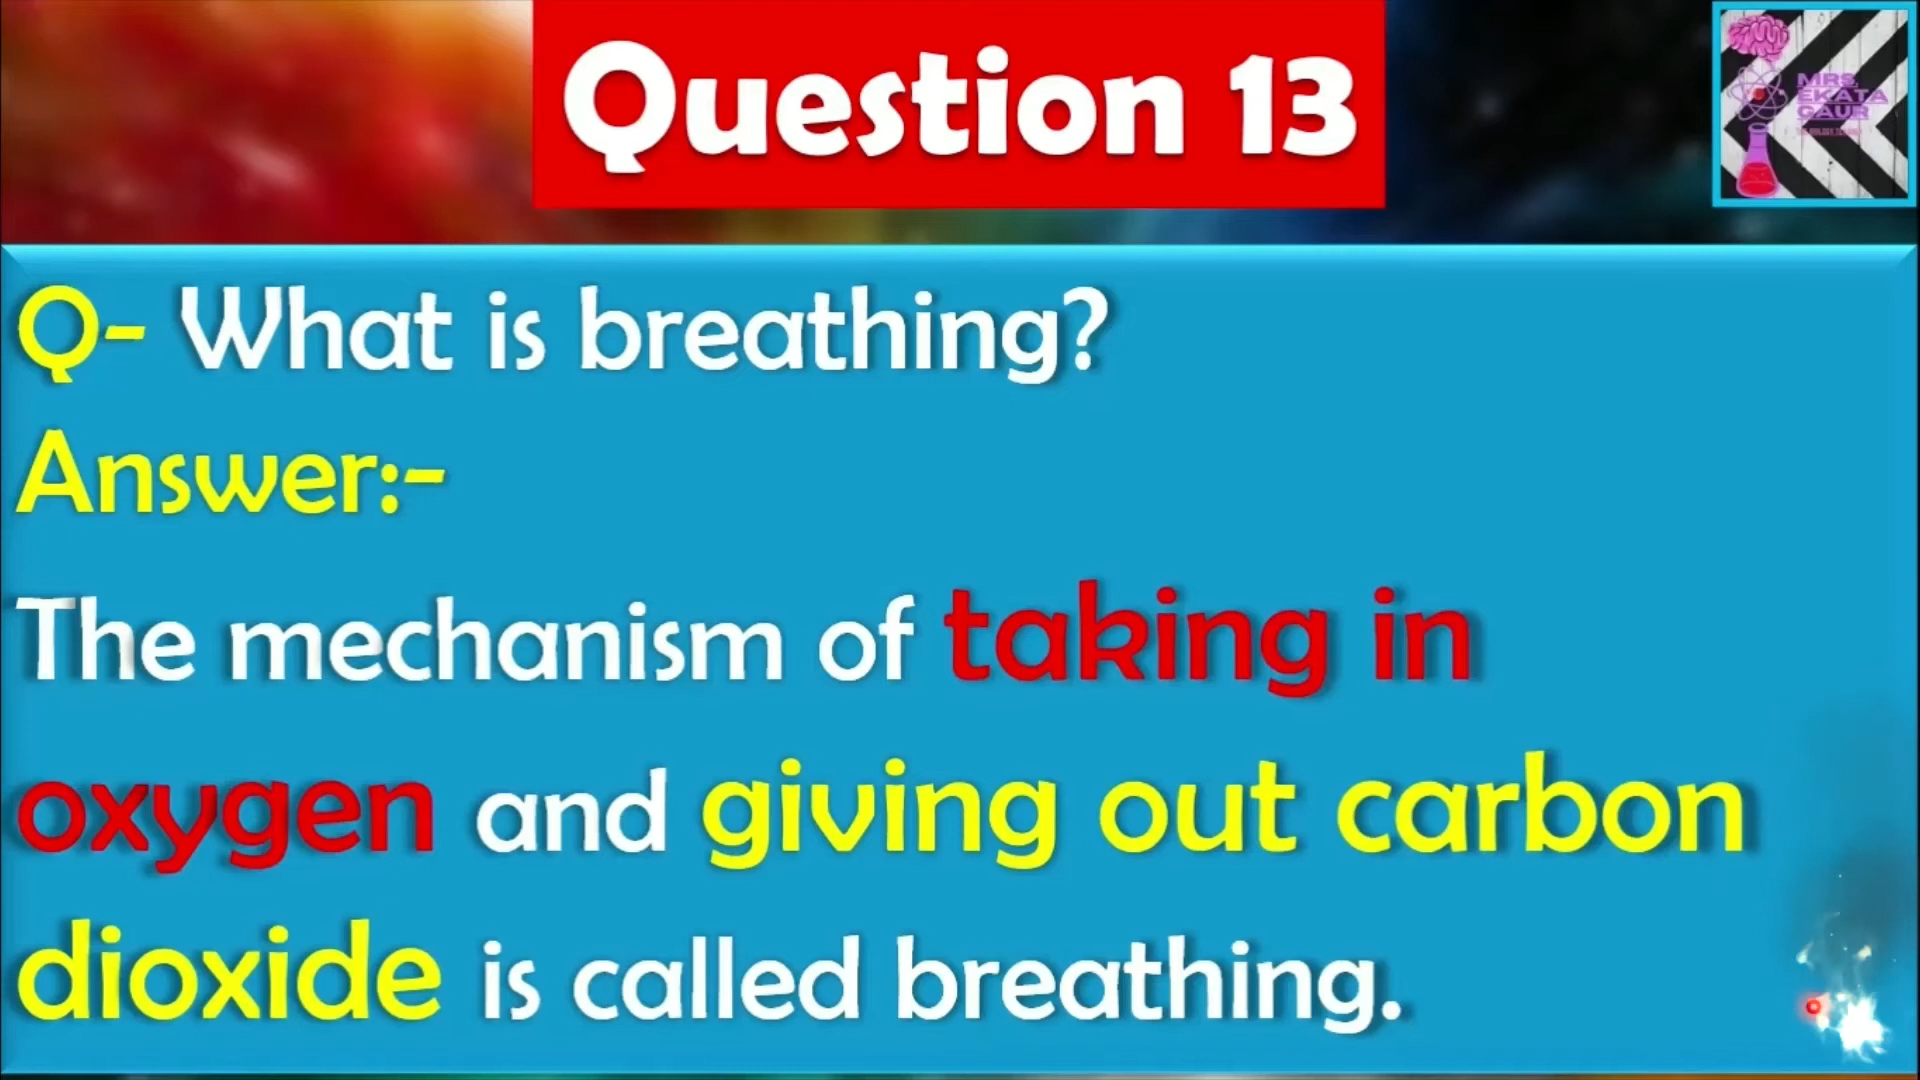 Question 13
MRS.
EKATA
GAUR
Q- What is breathing?
Answer:-
The mechanism of taking in
oxygen and giving out carbon
dioxide is called breathing.